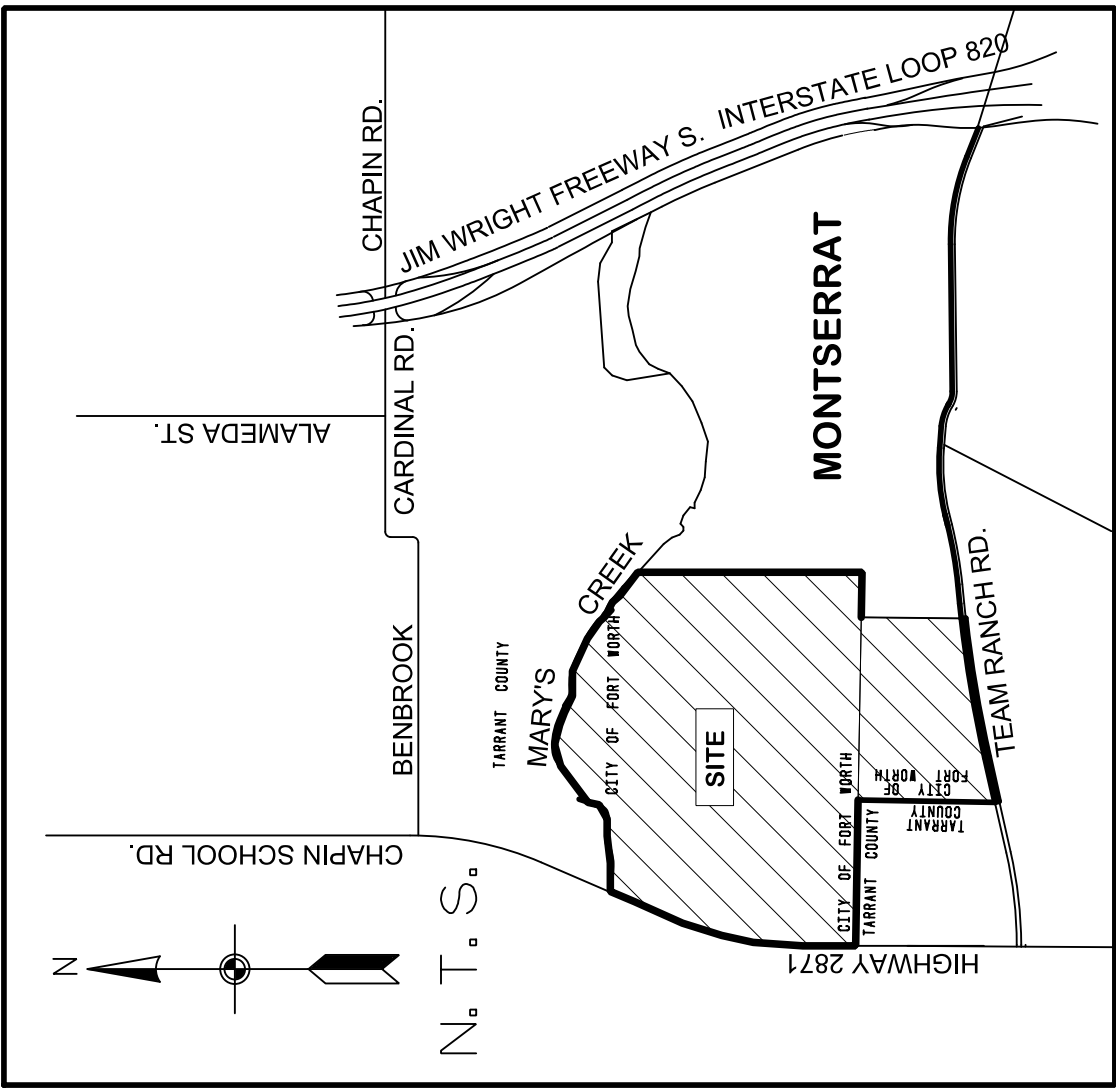 CHAPIN RD.
JIM WRIGHT FREEWAY S. INTERSTATE LOOP 820
CARDINAL RD.
ALAMEDA ST.
MONTSERRAT
BENBROOK
CREEK
MARY'S
TARRANT COUNTY
CITY OF FORT WORTH
SITE
TEAM RANCH RD.
CITY OF FORT WORTH
TARRANT COUNTY
CITY OF
FORT WORTH
TARRANT
COUNTY
CHAPIN SCHOOL RD.
HIGHWAY 2871
N
N. T. S.